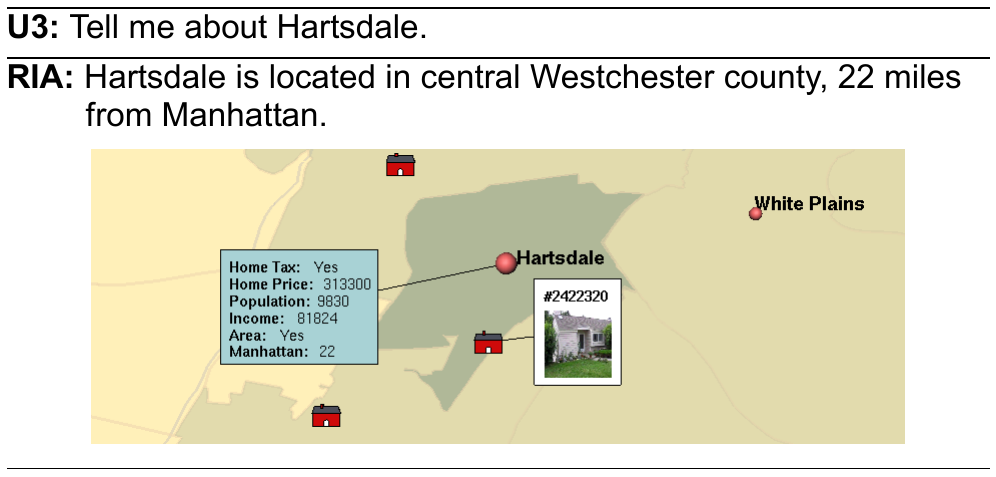 U3: Tell me about Hartsdale.
RIA: Hartsdale is located in central Westchester county, 22 miles
from Manhattan.
White Plains
Hartsdale
Home Tax: Yes
Home Price: 313300
Population: 9830
Income: 81824
Area: Yes
Manhattan: 22
#2422320